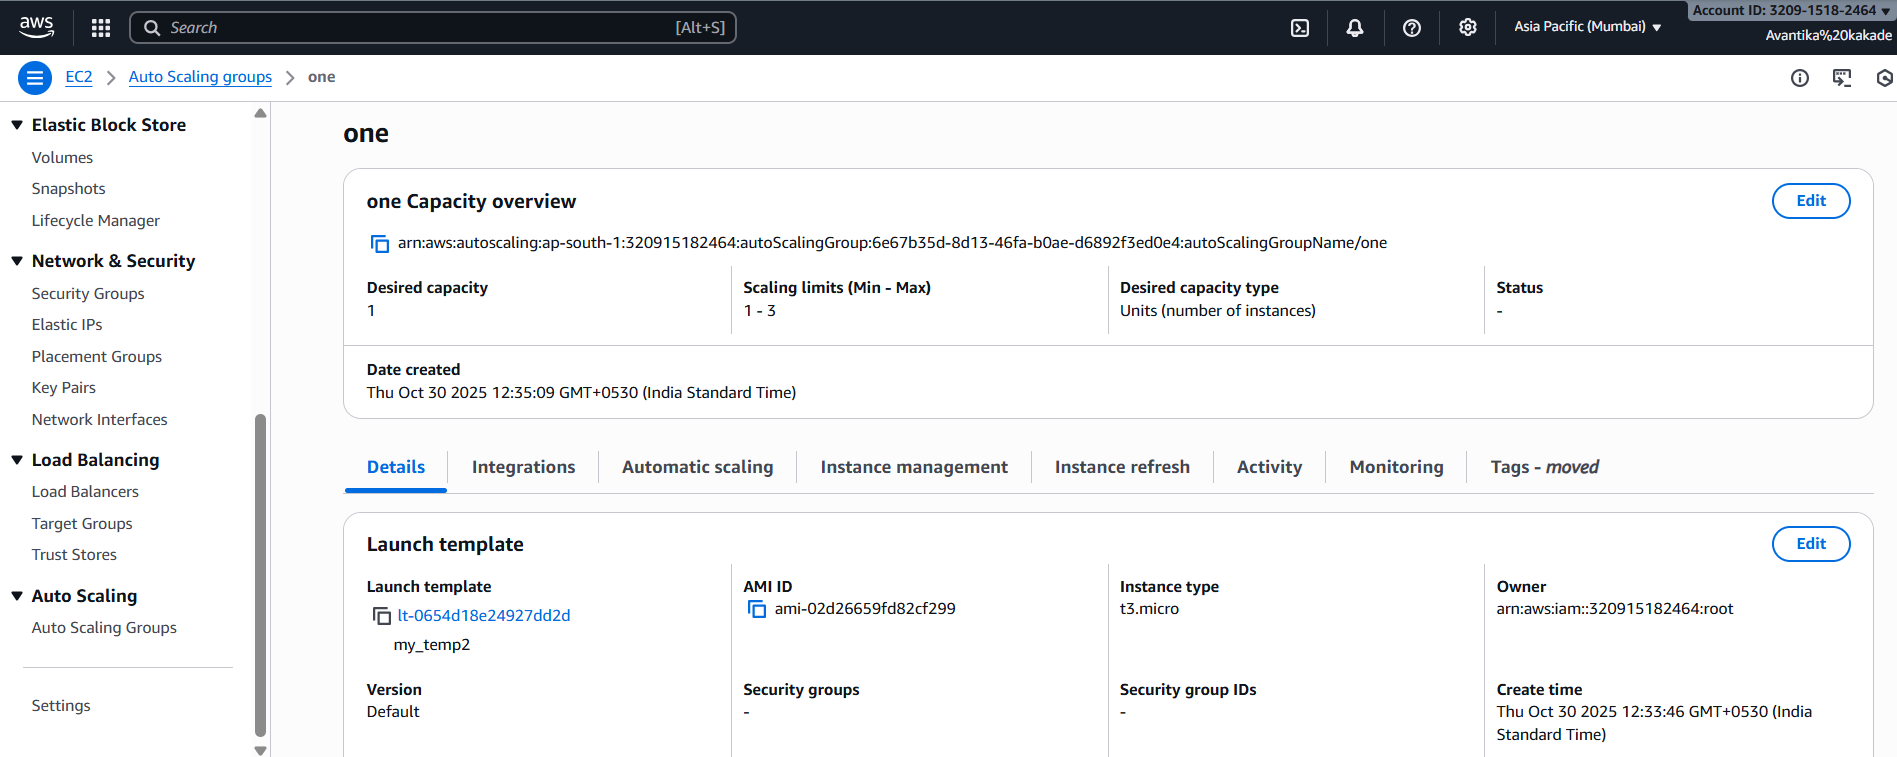 aws
Search [Alt+S]
Asia Pacific (Mumbai)
Account ID: 3209-1518-2464
Avantika%20kakade
EC2 > Auto Scaling groups > one
Elastic Block Store
Volumes
Snapshots
Lifecycle Manager
Network & Security
Security Groups
Elastic IPs
Placement Groups
Key Pairs
Network Interfaces
Load Balancing
Load Balancers
Target Groups
Trust Stores
Auto Scaling
Auto Scaling Groups
Settings
one
one Capacity overview
Edit
arn:aws:autoscaling:ap-south-1:320915182464:autoScalingGroup:6e67b35d-8d13-46fa-b0ae-d6892f3ed0e4:autoScalingGroupName/one
Desired capacity
1
Scaling limits (Min - Max)
1 - 3
Desired capacity type
Units (number of instances)
Status
-
Date created
Thu Oct 30 2025 12:35:09 GMT+0530 (India Standard Time)
Details
Integrations
Automatic scaling
Instance management
Instance refresh
Activity
Monitoring
Tags - moved
Launch template
Edit
Launch template
lt-0654d18e24927dd2d
my_temp2
AMI ID
ami-02d26659fd82cf299
Instance type
t3.micro
Owner
arn:aws:iam::320915182464:root
Version
Default
Security groups
-
Security group IDs
-
Create time
Thu Oct 30 2025 12:33:46 GMT+0530 (India
Standard Time)